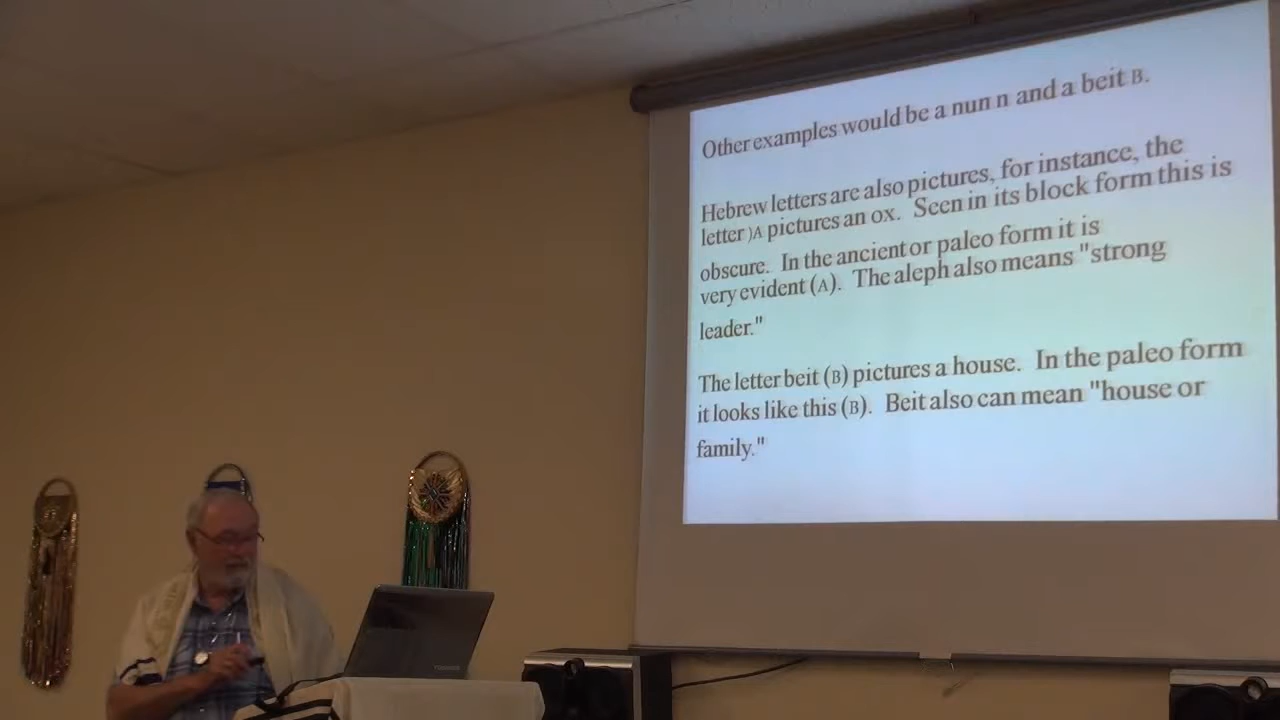 Other examples would be a nun n and a beit B.
Hebrew letters are also pictures, for instance, the
letter )A pictures an ox. Seen in its block form this is
obscure. In the ancient or paleo form it is
very evident (A). The aleph also means "strong
leader."
The letter beit (B) pictures a house. In the paleo form
it looks like this (B). Beit also can mean "house or
family."